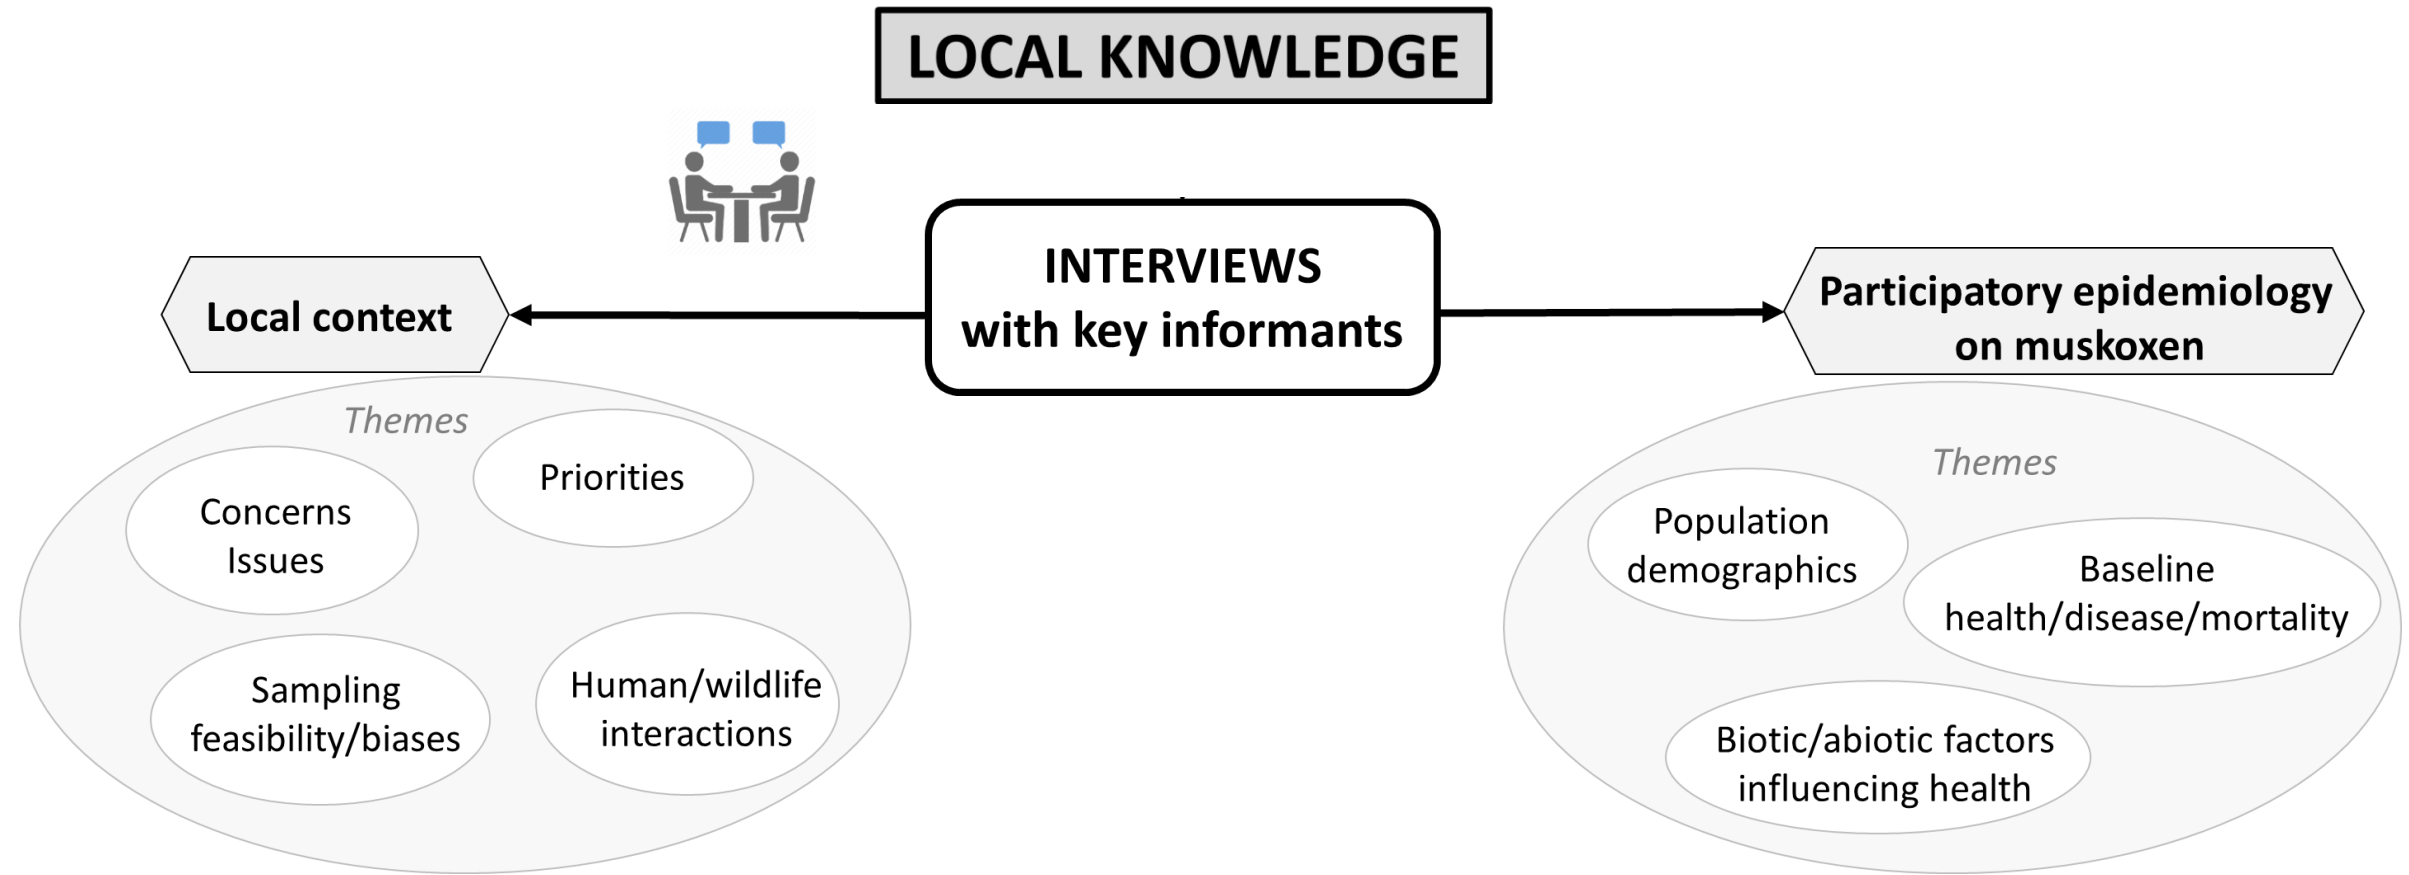 LOCAL KNOWLEDGE
INTERVIEWS
with key informants
Local context
Themes
Priorities
Concerns
Issues
Sampling
feasibility/biases
Human/wildlife
interactions
Participatory epidemiology
on muskoxen
Themes
Population
demographics
Baseline
health/disease/mortality
Biotic/abiotic factors
influencing health